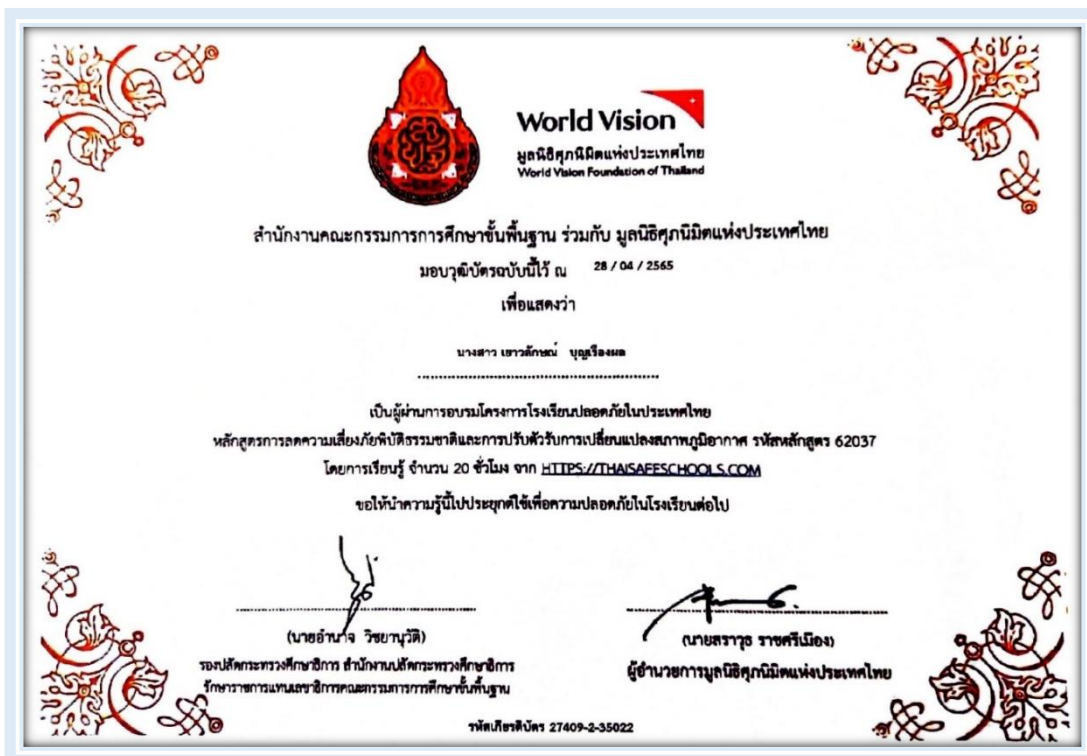 World Vision
มูลนิธิศุภนิมิตแห่งประเทศไทย
World Vision Foundation of Thailand
สำนักงานคณะกรรมการการศึกษาขั้นพื้นฐาน ร่วมกับ มูลนิธิศุภนิมิตแห่งประเทศไทย
มอบวุฒิบัตรฉบับนี้ไว้ ณ 28 / 04 / 2565
เพื่อแสดงว่า
นางสาว เยาวลักษณ์ บุญเรืองผล
เป็นผู้ผ่านการอบรมโครงการโรงเรียนปลอดภัยในประเทศไทย
หลักสูตรการลดความเสี่ยงภัยพิบัติธรรมชาติและการปรับตัวรับการเปลี่ยนแปลงสภาพภูมิอากาศ รหัสหลักสูตร 62037
โดยการเรียนรู้ จำนวน 20 ชั่วโมง จาก HTTPS://THAISAFESCHOOLS.COM
ขอให้นำความรู้นี้ไปประยุกต์ใช้เพื่อความปลอดภัยในโรงเรียนต่อไป
(นายอำนาจ วิชยานุวัติ)
รองปลัดกระทรวงศึกษาธิการ สำนักงานปลัดกระทรวงศึกษาธิการ
รักษาราชการแทนเลขาธิการคณะกรรมการการศึกษาขั้นพื้นฐาน
(นายสราวุธ ราชศรีเมือง)
ผู้อำนวยการมูลนิธิศุภนิมิตแห่งประเทศไทย
รหัสเกียรติบัตร 27409-2-35022